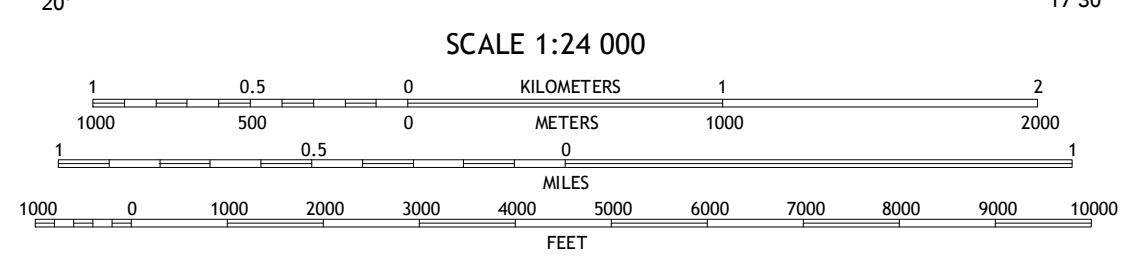 20'
17'30"
SCALE 1:24 000
1 0.5 0 KILOMETERS 1 2
1000 500 0 METERS 1000 2000
1 0.5 0 1
MILES
1000 0 1000 2000 3000 4000 5000 6000 7000 8000 9000 10000
FEET